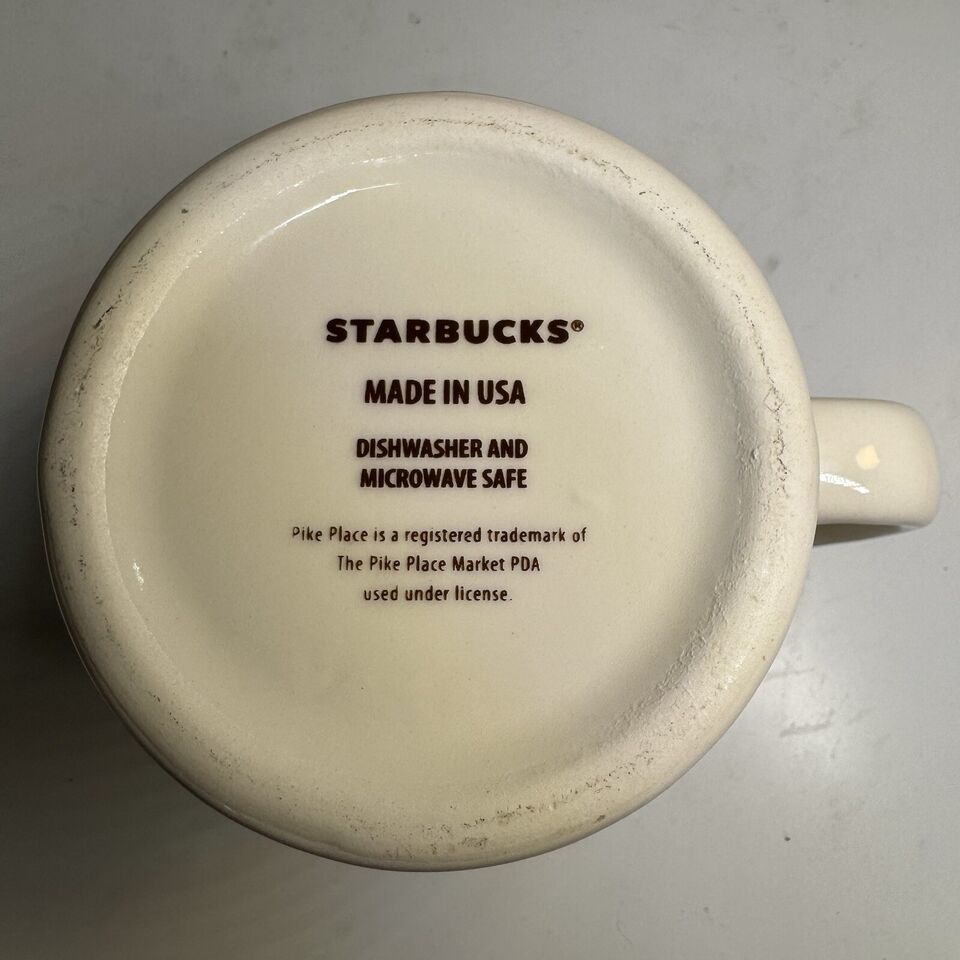 STARBUCKS®
MADE IN USA
DISHWASHER AND
MICROWAVE SAFE
Pike Place is a registered trademark of
The Pike Place Market PDA
used under license.